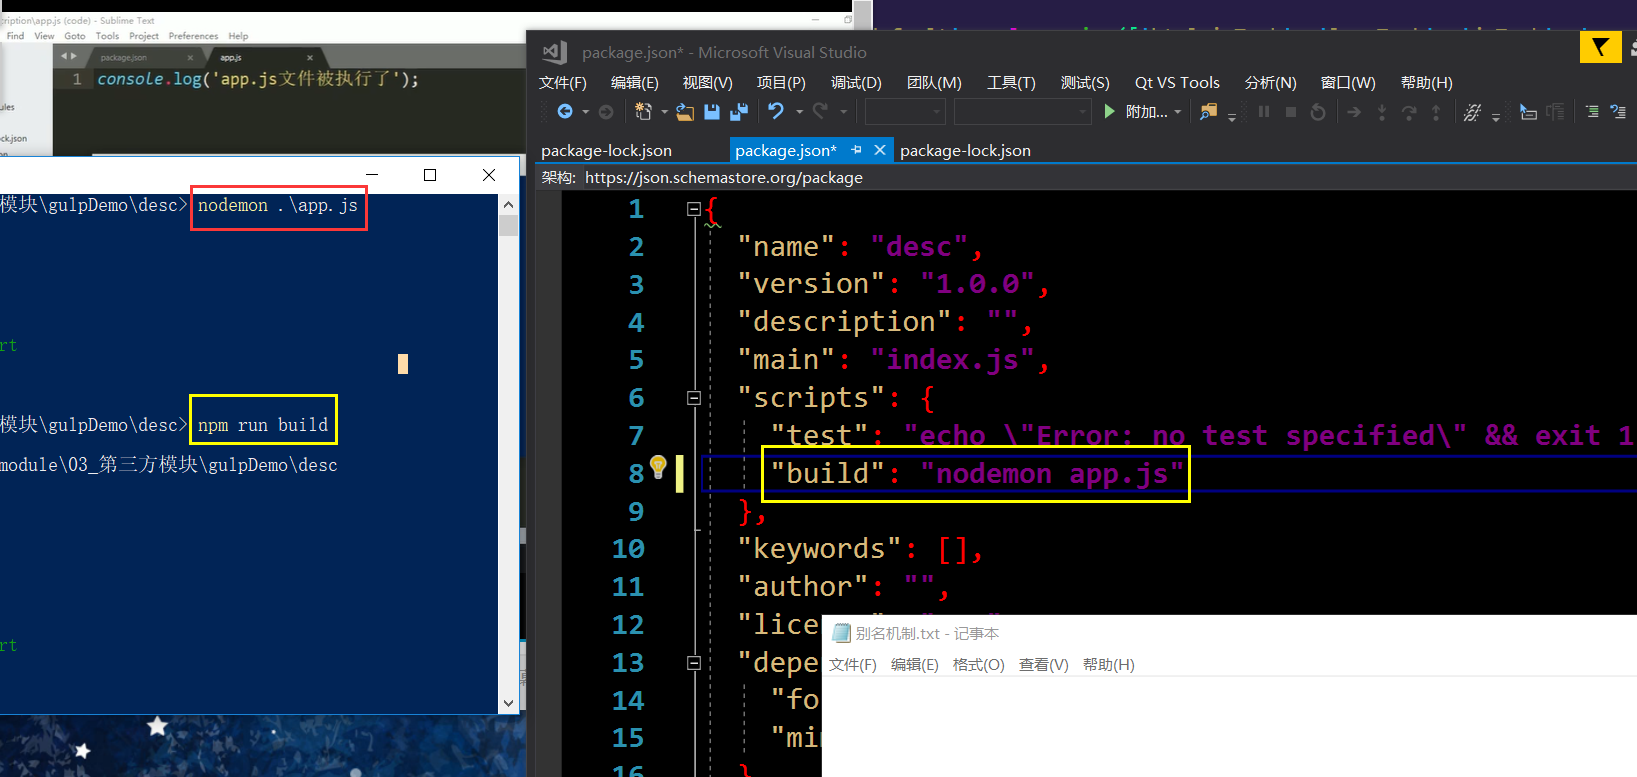 cription\app.js (code) - Sublime Text
Find View Goto Tools Project Preferences Help
package.json app.js
1 console.log('app.js文件被执行了');
ules
ck.json
on
模块\gulpDemo\desc> nodemon .\app.js
rt
模块\gulpDemo\desc> npm run build
module\03_第三方模块\gulpDemo\desc
rt
package.json* - Microsoft Visual Studio
文件(F) 编辑(E) 视图(V) 项目(P) 调试(D) 团队(M) 工具(T) 测试(S) Qt VS Tools 分析(N) 窗口(W) 帮助(H)
附加...
package-lock.json package.json* package-lock.json
架构: https://json.schemastore.org/package
1 {
2 "name": "desc",
3 "version": "1.0.0",
4 "description": "",
5 "main": "index.js",
6 "scripts": {
7 "test": "echo \"Error: no test specified\" && exit 1
8 "build": "nodemon app.js"
9 },
10 "keywords": [],
11 "author": "",
12 "lice
13 "depe
14 "fo
15 "mi
16 }
别名机制.txt - 记事本
文件(F) 编辑(E) 格式(O) 查看(V) 帮助(H)